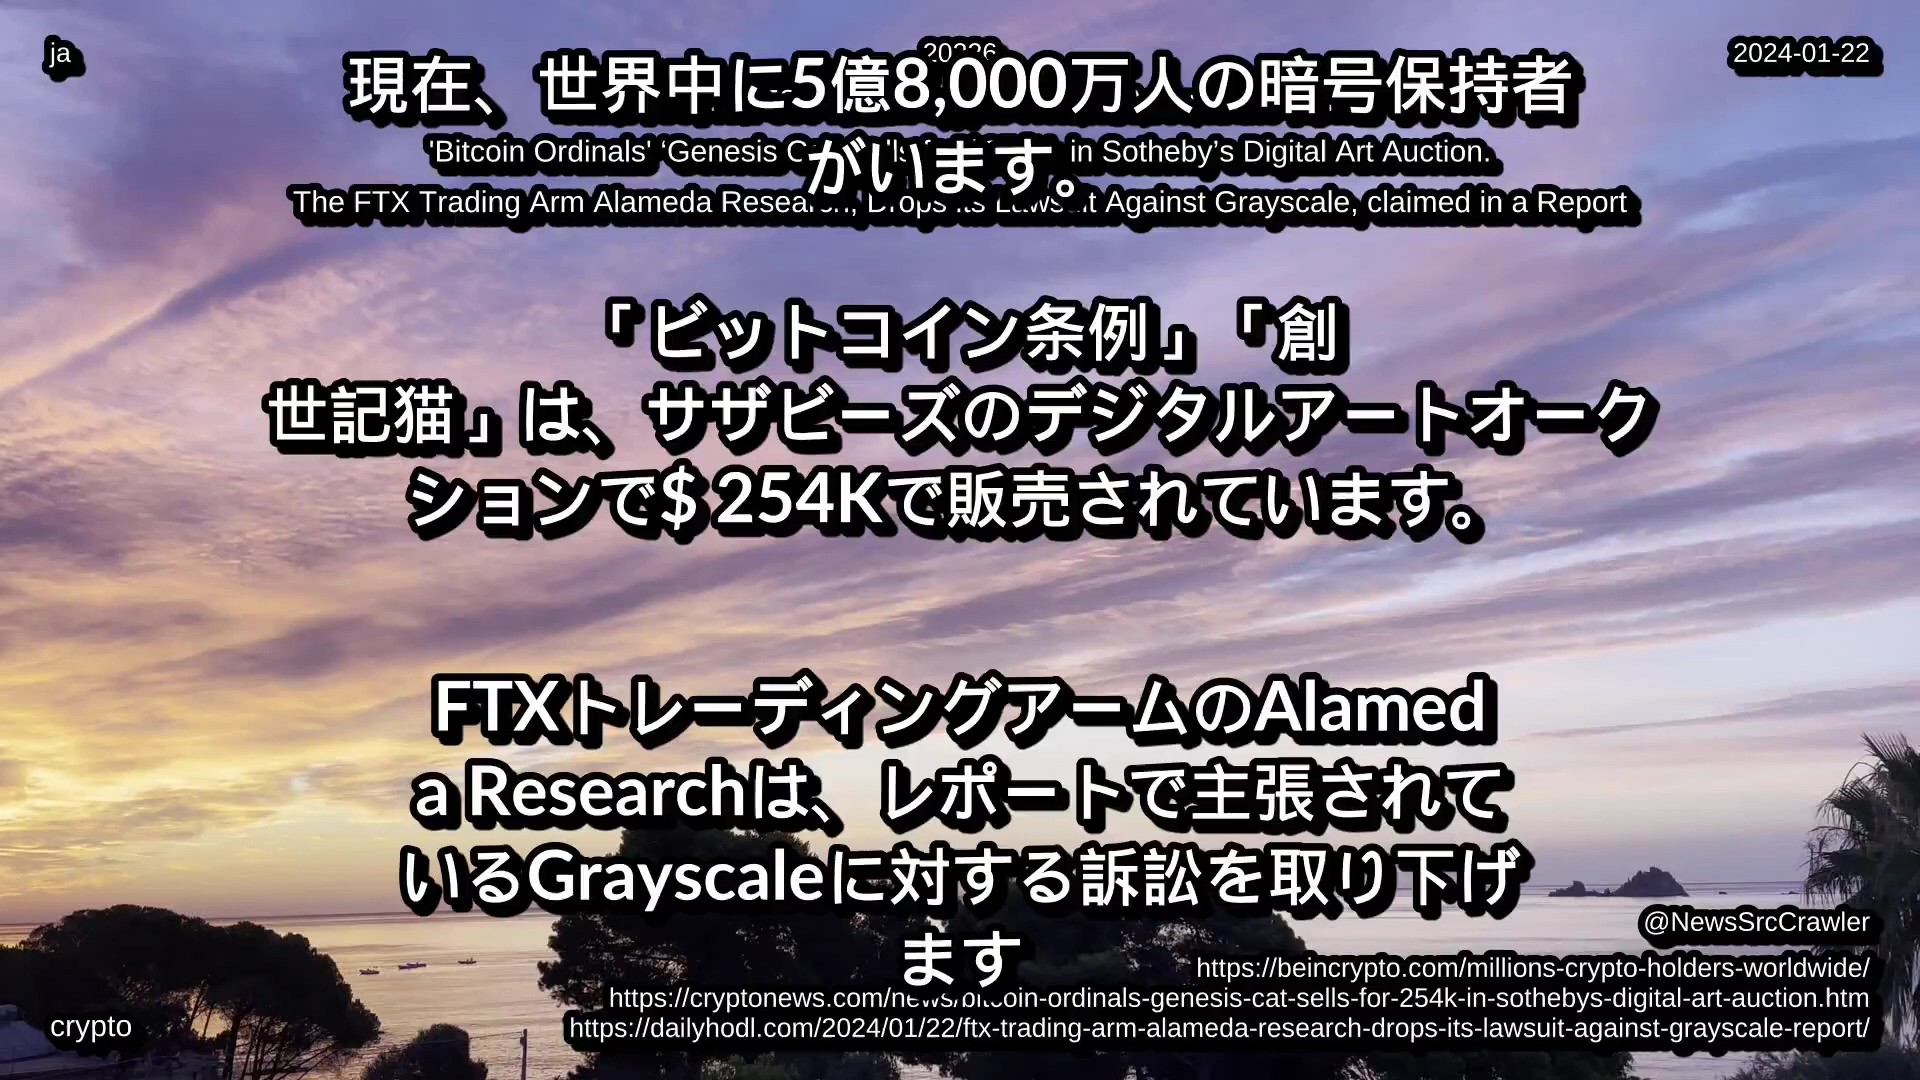 ja
2024-01-22
現在、世界中に5億8,000万人の暗号保持者
がいます。
'Bitcoin Ordinals' ‘Genesis in Sotheby’s Digital Art Auction.
The FTX Trading Arm Alameda Research, Drops Its Lawsuit Against Grayscale, claimed in a Report
「ビットコイン条例」「創
世記猫」は、サザビーズのデジタルアートオーク
ションで$ 254Kで販売されています。
FTXトレーディングアームのAlamed
a Researchは、レポートで主張されて
いるGrayscaleに対する訴訟を取り下げ
ます
@NewsSrcCrawler
https://beincrypto.com/millions-crypto-holders-worldwide/
https://cryptonews.com/news/bitcoin-ordinals-genesis-cat-sells-for-254k-in-sothebys-digital-art-auction.htm
https://dailyhodl.com/2024/01/22/ftx-trading-arm-alameda-research-drops-its-lawsuit-against-grayscale-report/
crypto